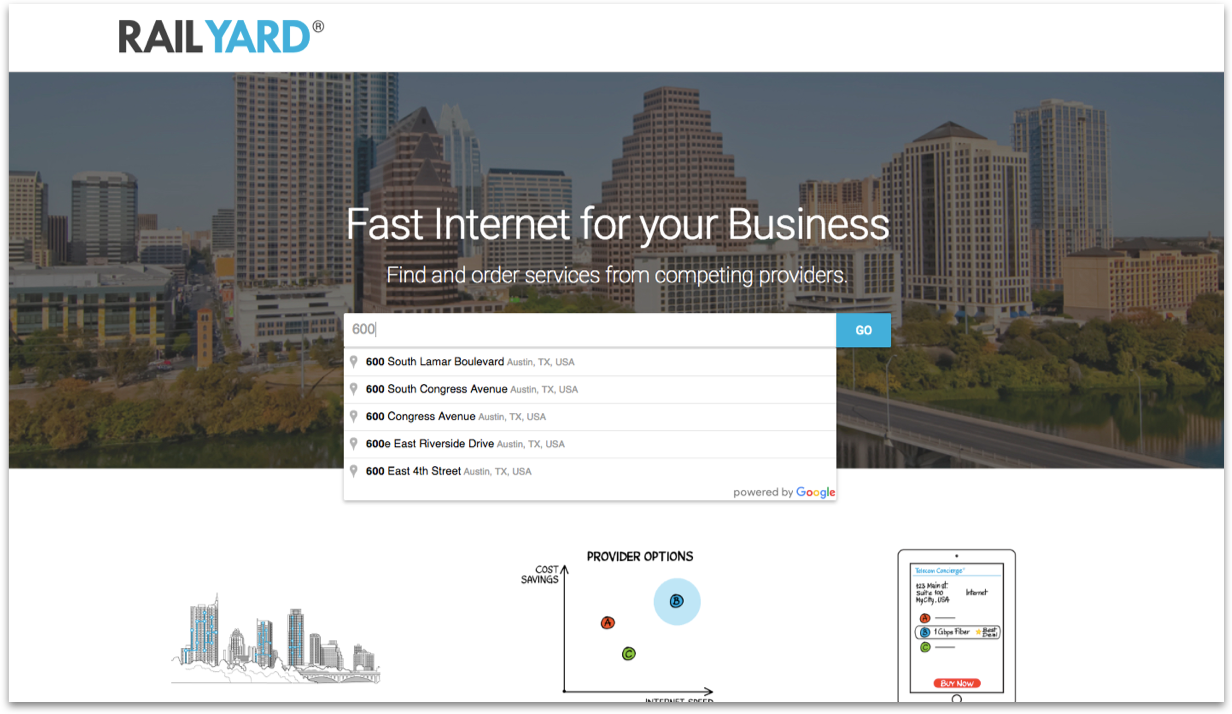 RAILYARD®
Fast Internet for your Business
Find and order services from competing providers.
600
GO
600 South Lamar Boulevard Austin, TX, USA
600 South Congress Avenue Austin, TX, USA
600 Congress Avenue Austin, TX, USA
600e East Riverside Drive Austin, TX, USA
600 East 4th Street Austin, TX, USA
powered by Google
PROVIDER OPTIONS
COST
SAVINGS
B
A
C
INTERNET SPEED
Telecom Concierge
123 Main st.
Suite 100
MyCity, USA
Internet
A
B 1 Gbps Fiber
Best
Deal
C
BUY NOW